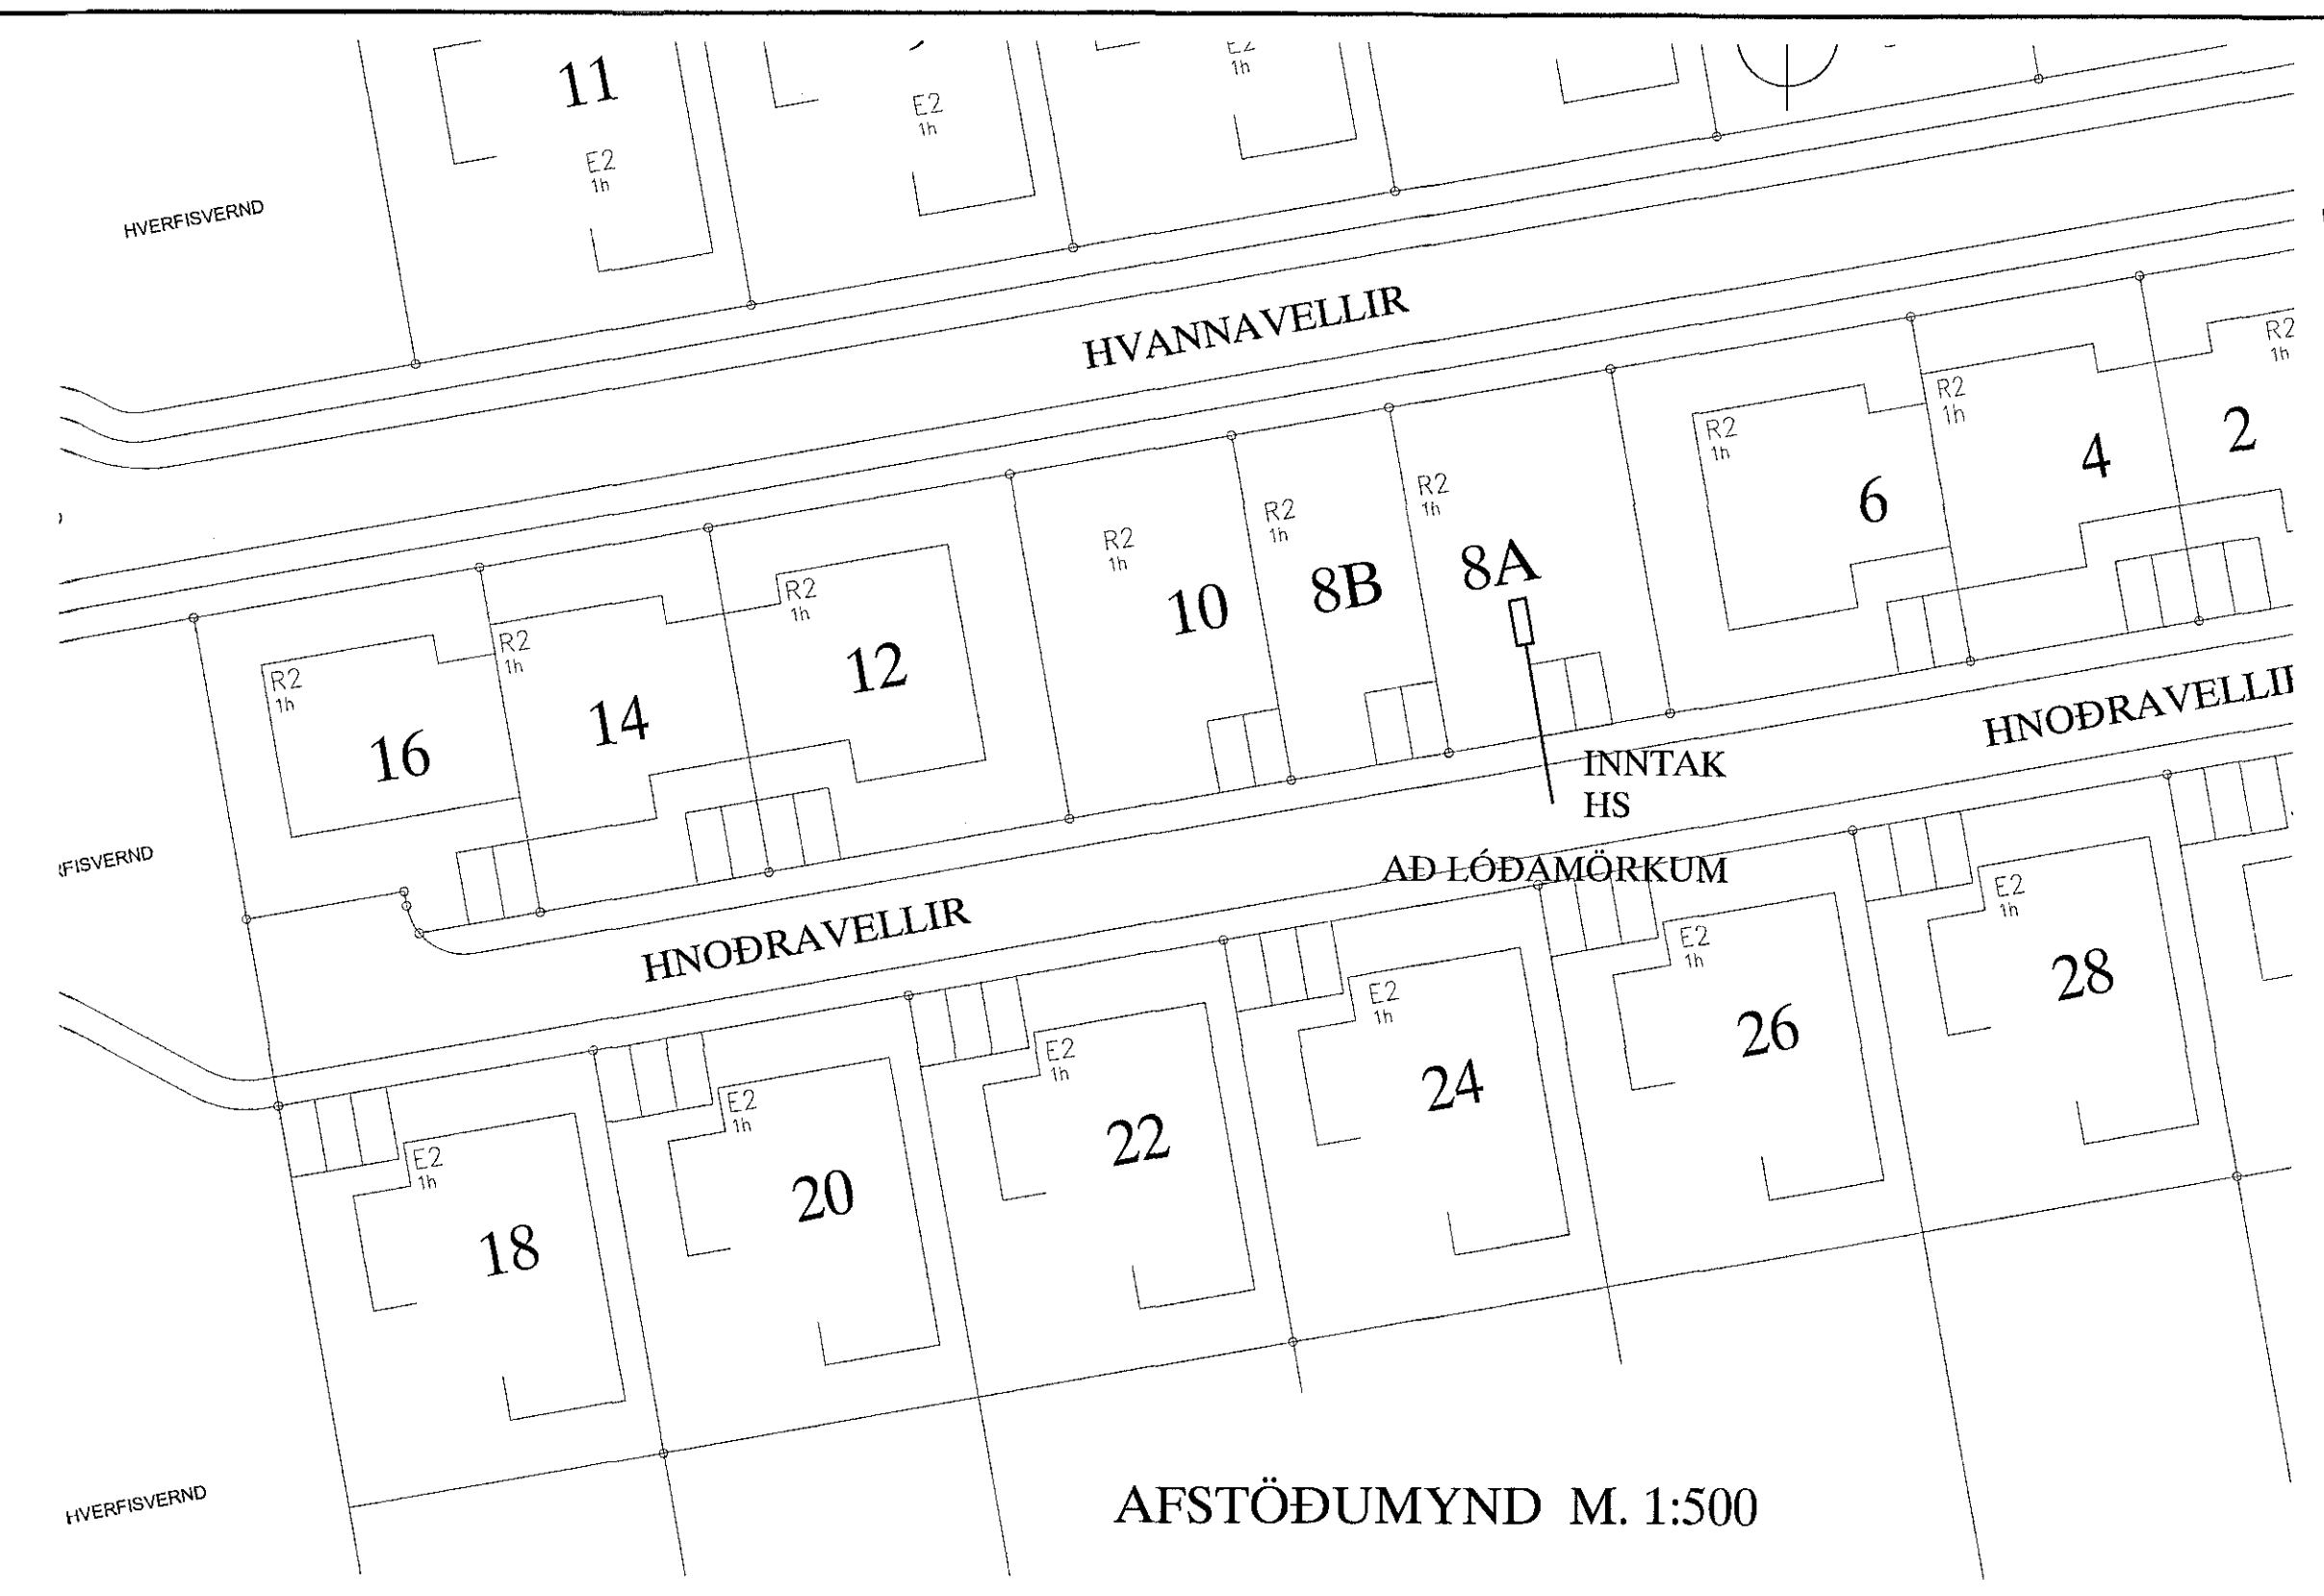 11
E2
1h
E2
1h
E2
1h
HVERFISVERND
HVANNAVELLIR
R2
1h
2
R2
1h
4
R2
1h
6
R2
1h
8A
R2
1h
8B
R2
1h
10
R2
1h
12
R2
1h
14
R2
1h
16
INNTAK
HS
HNOÐRAVELLIR
AÐ LÓÐAMÖRKUM
HNOÐRAVELLIR
RFISVERND
E2
1h
28
E2
1h
26
E2
1h
24
E2
1h
22
E2
1h
20
E2
1h
18
HVERFISVERND
AFSTÖÐUMYND M. 1:500